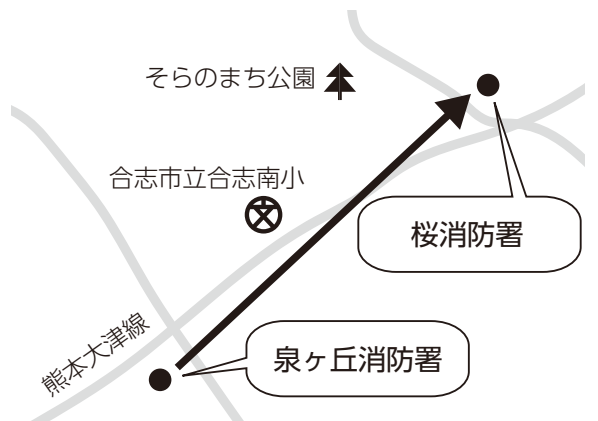 そらのまち公園
合志市立合志南小
桜消防署
熊本大津線
泉ヶ丘消防署